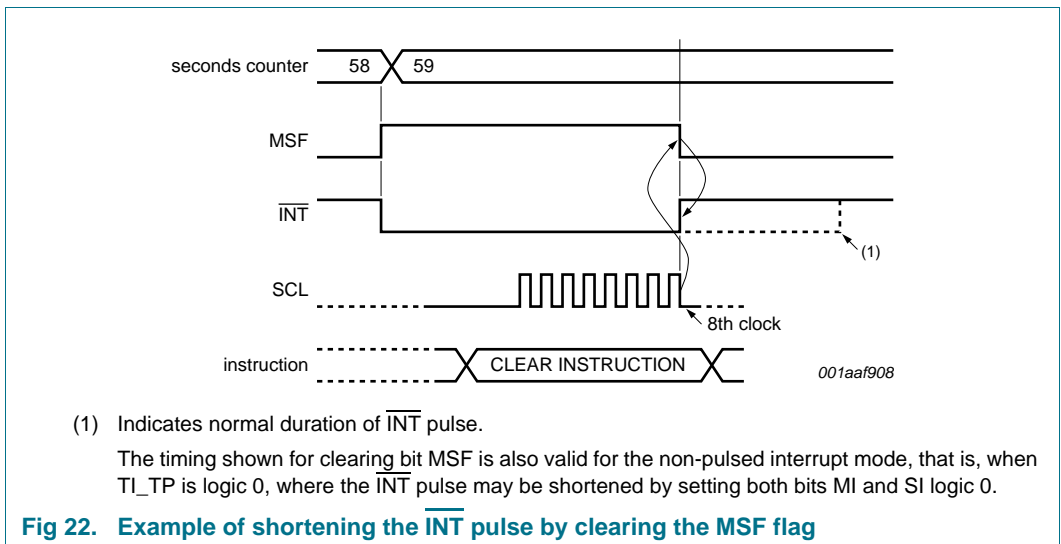 seconds counter 58 59
MSF
INT
(1)
SCL
8th clock
instruction CLEAR INSTRUCTION 001aaf908
(1) Indicates normal duration of INT pulse.
The timing shown for clearing bit MSF is also valid for the non-pulsed interrupt mode, that is, when
TI_TP is logic 0, where the INT pulse may be shortened by setting both bits MI and SI logic 0.
Fig 22. Example of shortening the INT pulse by clearing the MSF flag